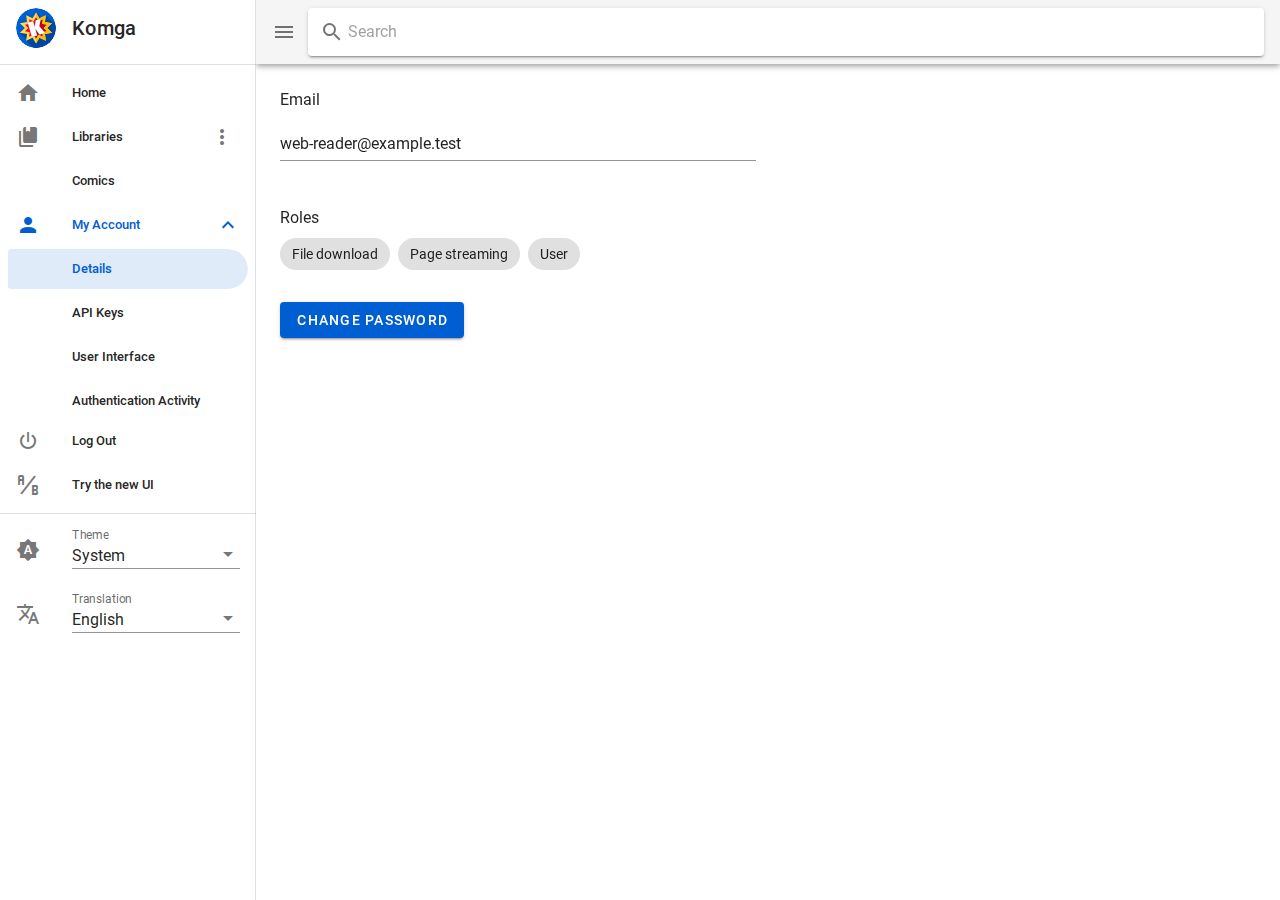 Komga
Search
Home
Libraries
Comics
My Account
Details
API Keys
User Interface
Authentication Activity
Log Out
Try the new UI
Theme
System
Translation
English
Email
web-reader@example.test
Roles
File download Page streaming User
CHANGE PASSWORD